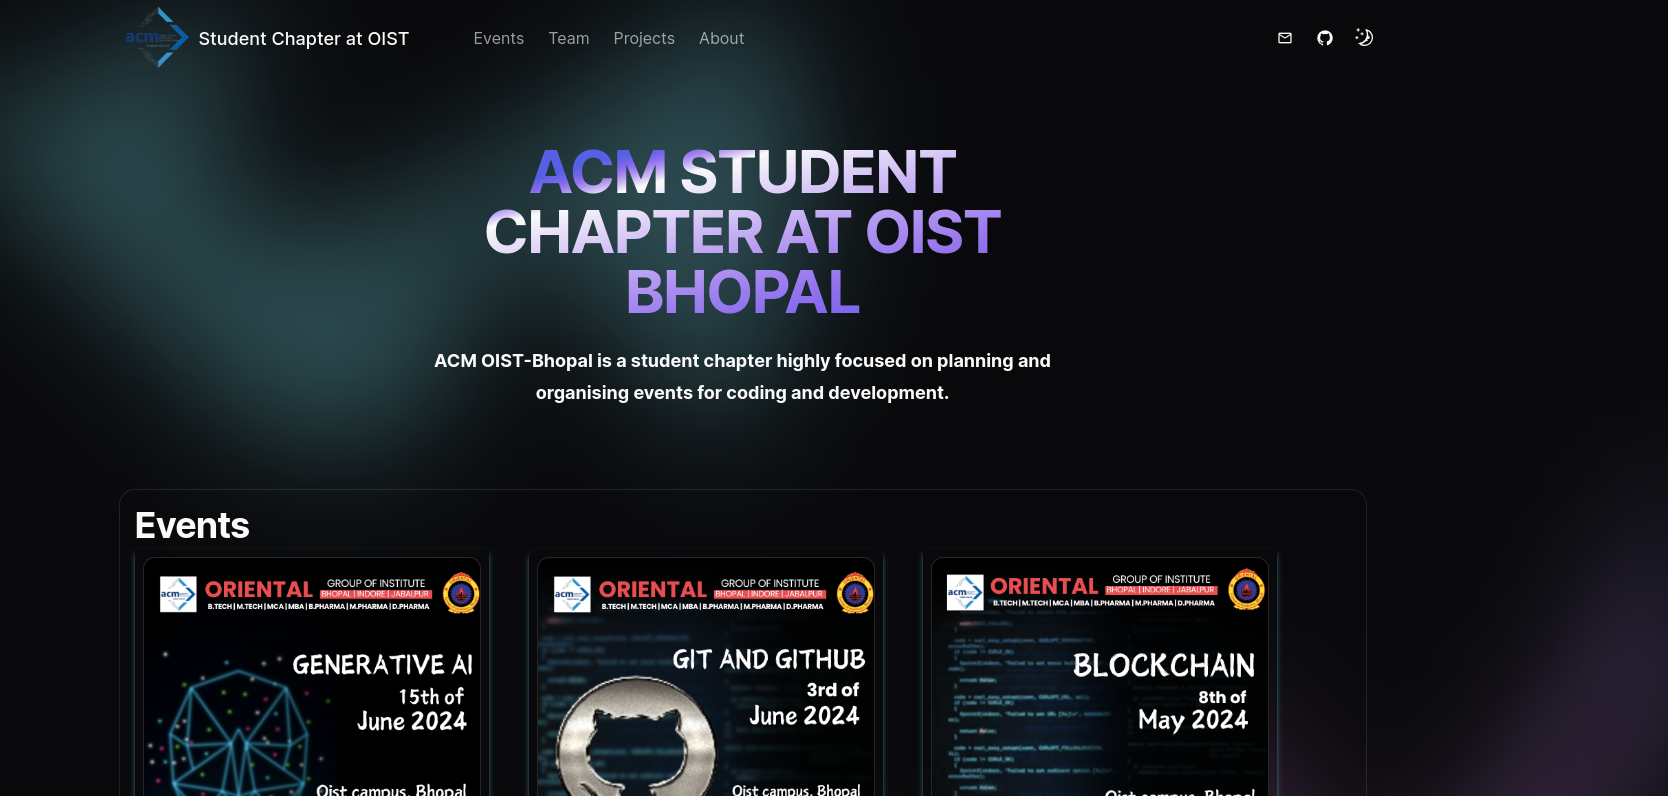 acm Student Chapter at OIST Events Team Projects About
ACM STUDENT
CHAPTER AT OIST
BHOPAL
ACM OIST-Bhopal is a student chapter highly focused on planning and
organising events for coding and development.
Events
acm ORIENTAL GROUP OF INSTITUTE
BHOPAL | INDORE | JABALPUR
B.TECH | M.TECH | MCA | MBA | B.PHARMA | M.PHARMA | D.PHARMA
GENERATIVE AI
15th of
June 2024
Oist campus, Bhopal
acm ORIENTAL GROUP OF INSTITUTE
BHOPAL | INDORE | JABALPUR
B.TECH | M.TECH | MCA | MBA | B.PHARMA | M.PHARMA | D.PHARMA
GIT AND GITHUB
3rd of
June 2024
Oist campus, Bhopal
acm ORIENTAL GROUP OF INSTITUTE
BHOPAL | INDORE | JABALPUR
B.TECH | M.TECH | MCA | MBA | B.PHARMA | M.PHARMA | D.PHARMA
BLOCKCHAIN
8th of
May 2024
Oist campus, Bhopal